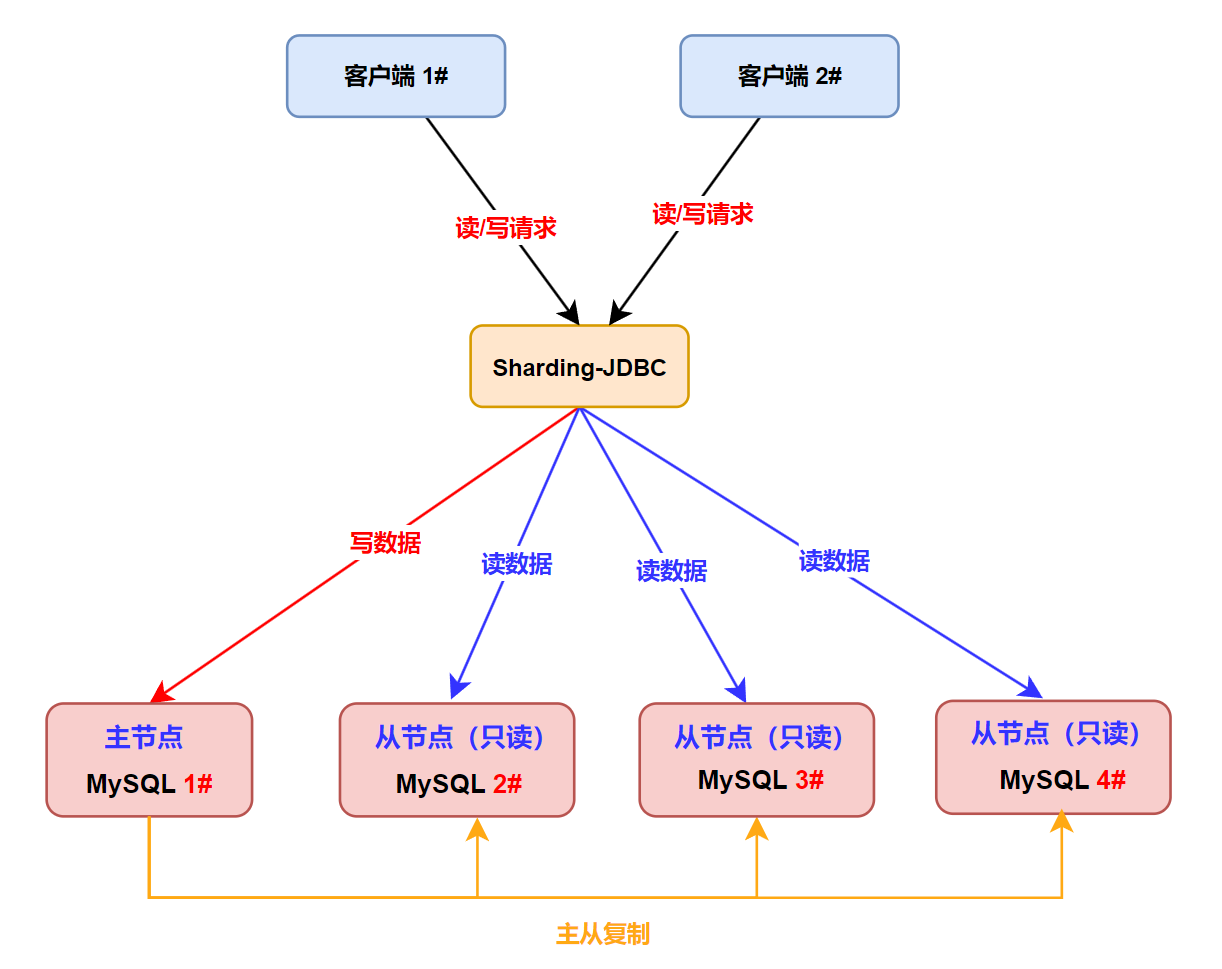 客户端 1#
客户端 2#
读/写请求
读/写请求
Sharding-JDBC
写数据
读数据
读数据
读数据
主节点
MySQL 1#
从节点（只读）
MySQL 2#
从节点（只读）
MySQL 3#
从节点（只读）
MySQL 4#
主从复制